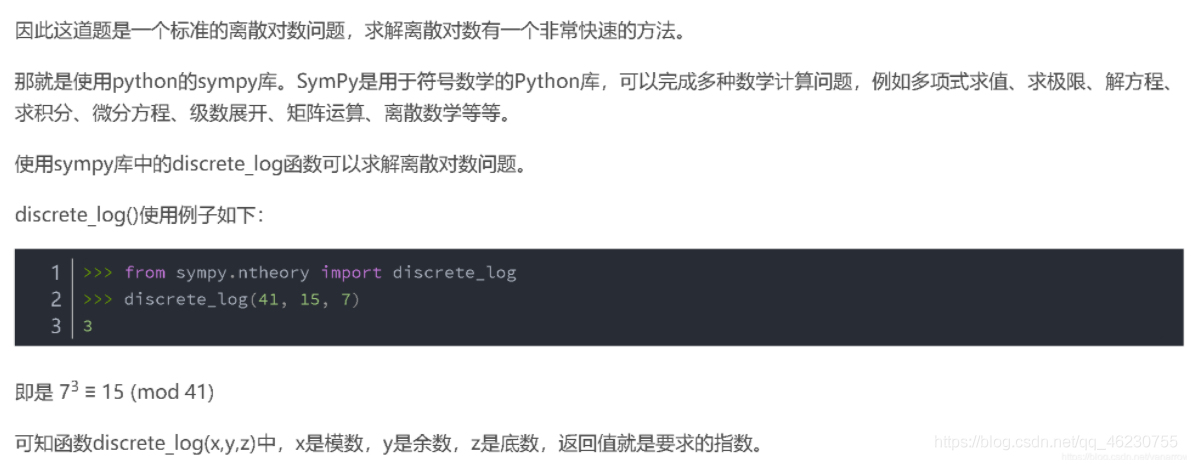 因此这道题是一个标准的离散对数问题，求解离散对数有一个非常快速的方法。
那就是使用python的sympy库。SymPy是用于符号数学的Python库，可以完成多种数学计算问题，例如多项式求值、求极限、解方程、
求积分、微分方程、级数展开、矩阵运算、离散数学等等。
使用sympy库中的discrete_log函数可以求解离散对数问题。
discrete_log()使用例子如下：
1 >>> from sympy.ntheory import discrete_log
2 >>> discrete_log(41, 15, 7)
3 3
即是 7³ ≡ 15 (mod 41)
可知函数discrete_log(x,y,z)中，x是模数，y是余数，z是底数，返回值就是要求的指数。
https://blog.csdn.net/qq_46230755